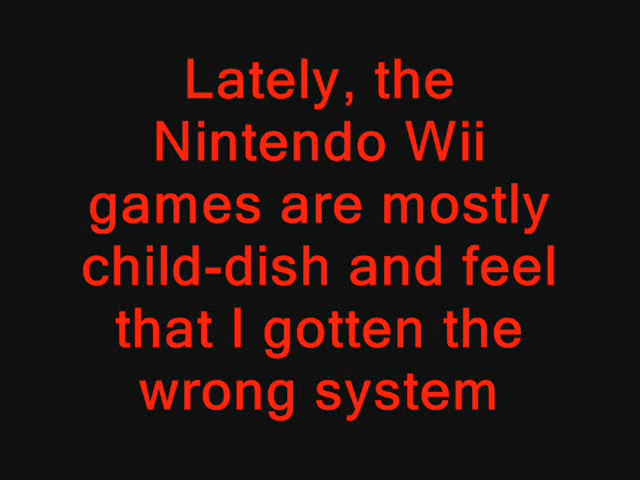 Lately, the
Nintendo Wii
games are mostly
child-dish and feel
that I gotten the
wrong system